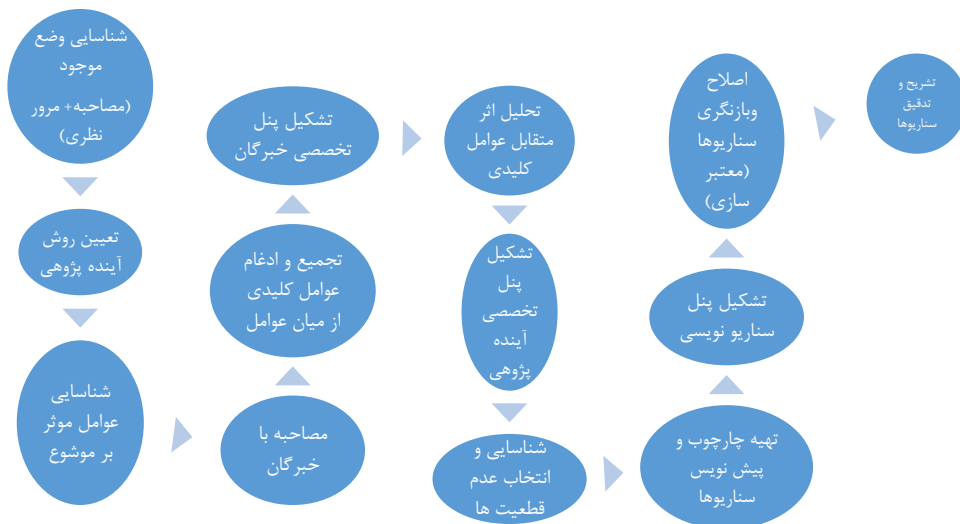 شناسایی وضع
موجود
(مصاحبه+ مرور
نظری)
تعیین روش
آینده پژوهی
شناسایی
عوامل موثر
بر موشوع
مصاحبه با
خبرگان
تجمیع و ادغام
عوامل کلیدی
از میان عوامل
تشکیل پنل
تخصصی خبرگان
تحلیل اثر
متقابل عوامل
کلیدی
تشکیل
پنل
تخصصی
آینده
پژوهی
شناسایی و
انتخاب عدم
قطعیت ها
تهیه چارچوب و
پیش نویس
سناریوها
تشکیل پنل
سناریو نویسی
اصلاح
وبازنگری
سناریوها
(معتبر
سازی)
تشریح و
تدقیق
سناریوها